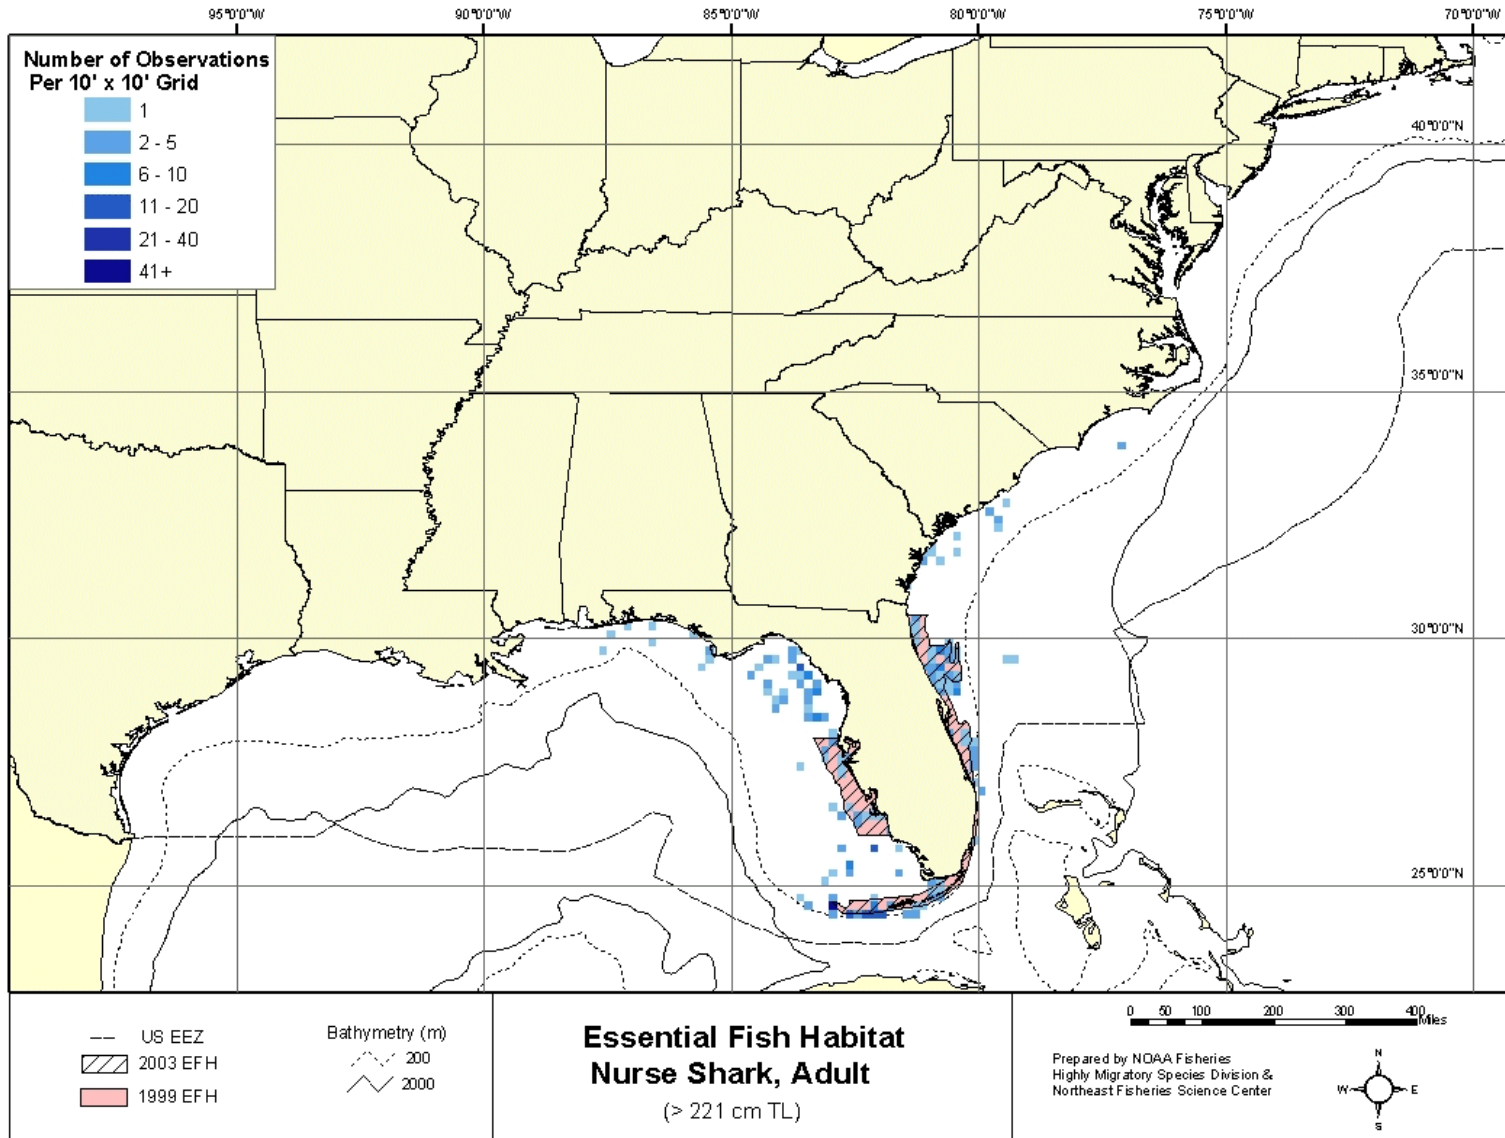 95°0'0"W 90°0'0"W 85°0'0"W 80°0'0"W 75°0'0"W 70°0'0"W
Number of Observations
Per 10' x 10' Grid
1
2 - 5
6 - 10
11 - 20
21 - 40
41+
40°0'0"N
35°0'0"N
30°0'0"N
25°0'0"N
US EEZ
2003 EFH
1999 EFH
Bathymetry (m)
200
2000
Essential Fish Habitat
Nurse Shark, Adult
(> 221 cm TL)
0 50 100 200 300 400
Miles
Prepared by NOAA Fisheries
Highly Migratory Species Division &
Northeast Fisheries Science Center
N
W E
S